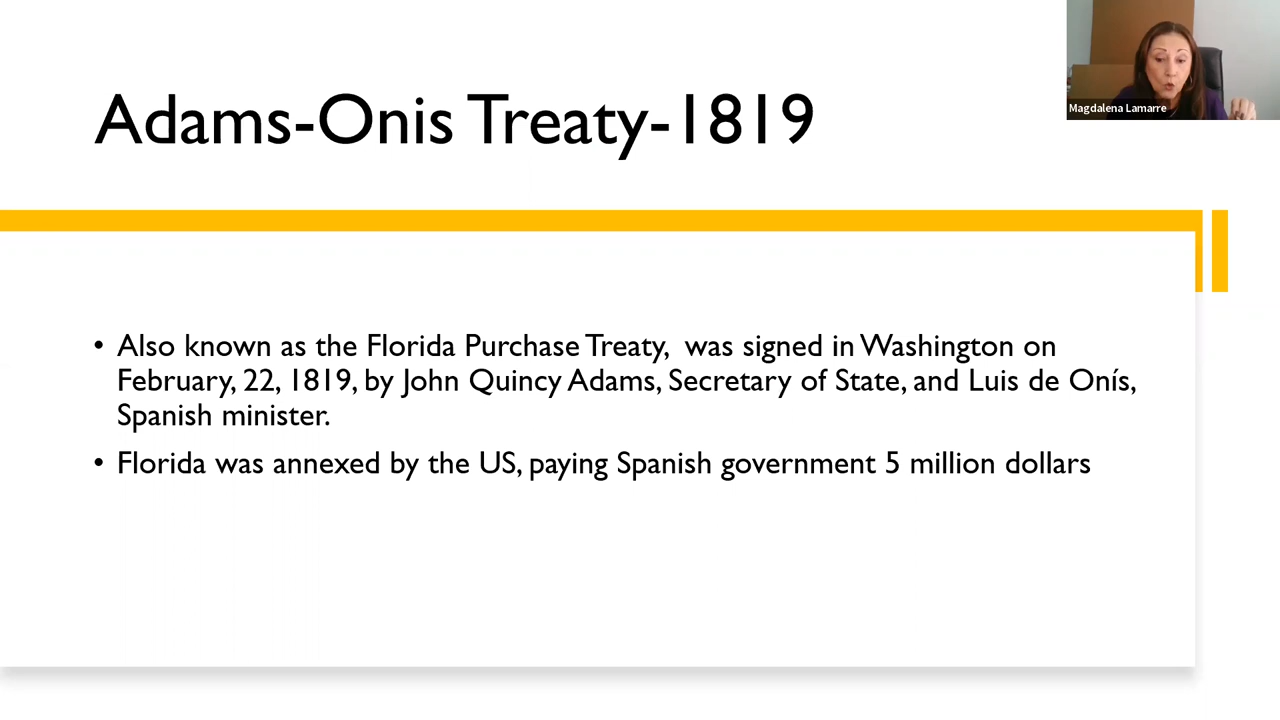 Adams-Onis Treaty-1819
Magdalena Lamarre
• Also known as the Florida Purchase Treaty,  was signed in Washington on
February, 22, 1819, by John Quincy Adams, Secretary of State, and Luis de Onís,
Spanish minister.
• Florida was annexed by the US, paying Spanish government 5 million dollars